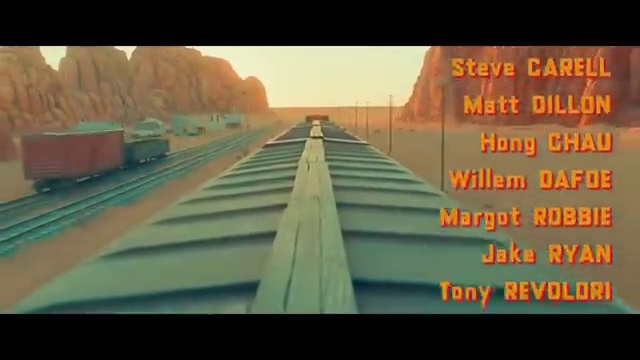 Steve CARELL
Matt DILLON
Hong CHAU
Willem DAFOE
Margot ROBBIE
Jake RYAN
Tony REVOLORI